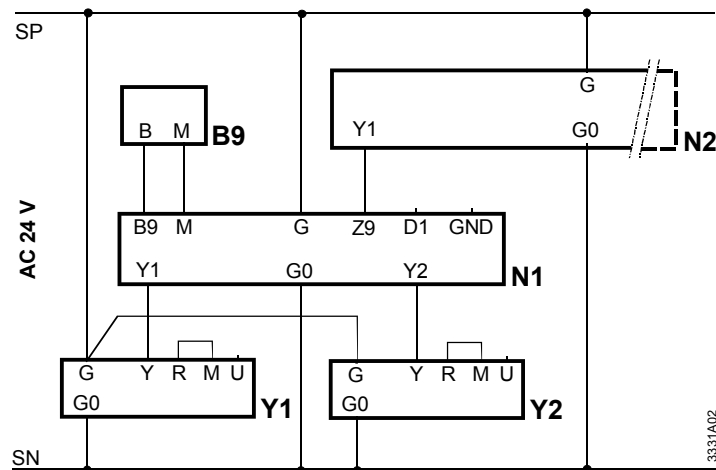 SP
G
B M B9
Y1 G0 N2
AC 24 V
B9 M G Z9 D1 GND
Y1 G0 Y2 N1
G Y R M U
G0 Y1
G Y R M U
G0 Y2
SN
3331A02